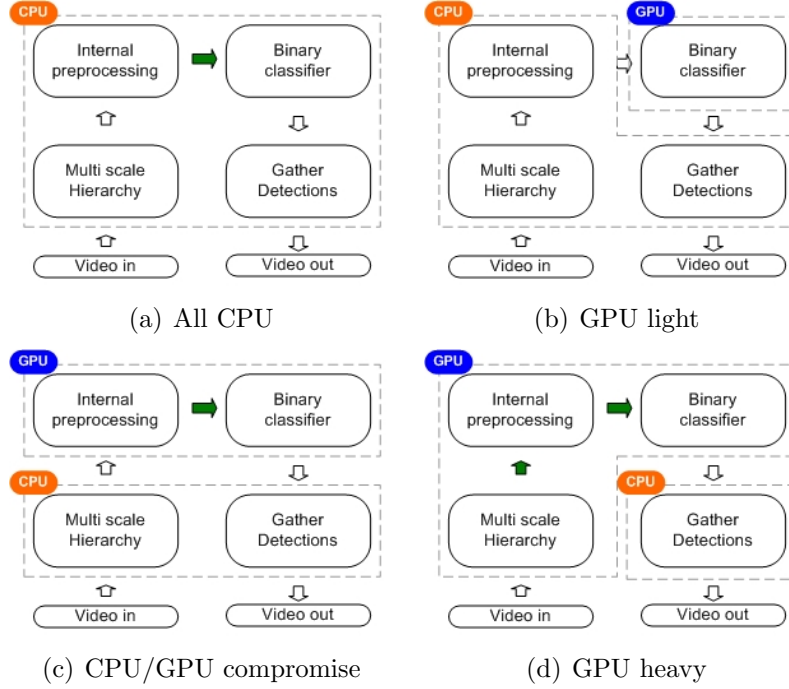 CPU
Internal
preprocessing
Binary
classifier
Multi scale
Hierarchy
Gather
Detections
Video in
Video out
(a) All CPU
CPU
GPU
Internal
preprocessing
Binary
classifier
Multi scale
Hierarchy
Gather
Detections
Video in
Video out
(b) GPU light
GPU
Internal
preprocessing
Binary
classifier
CPU
Multi scale
Hierarchy
Gather
Detections
Video in
Video out
(c) CPU/GPU compromise
GPU
Internal
preprocessing
Binary
classifier
CPU
Multi scale
Hierarchy
Gather
Detections
Video in
Video out
(d) GPU heavy